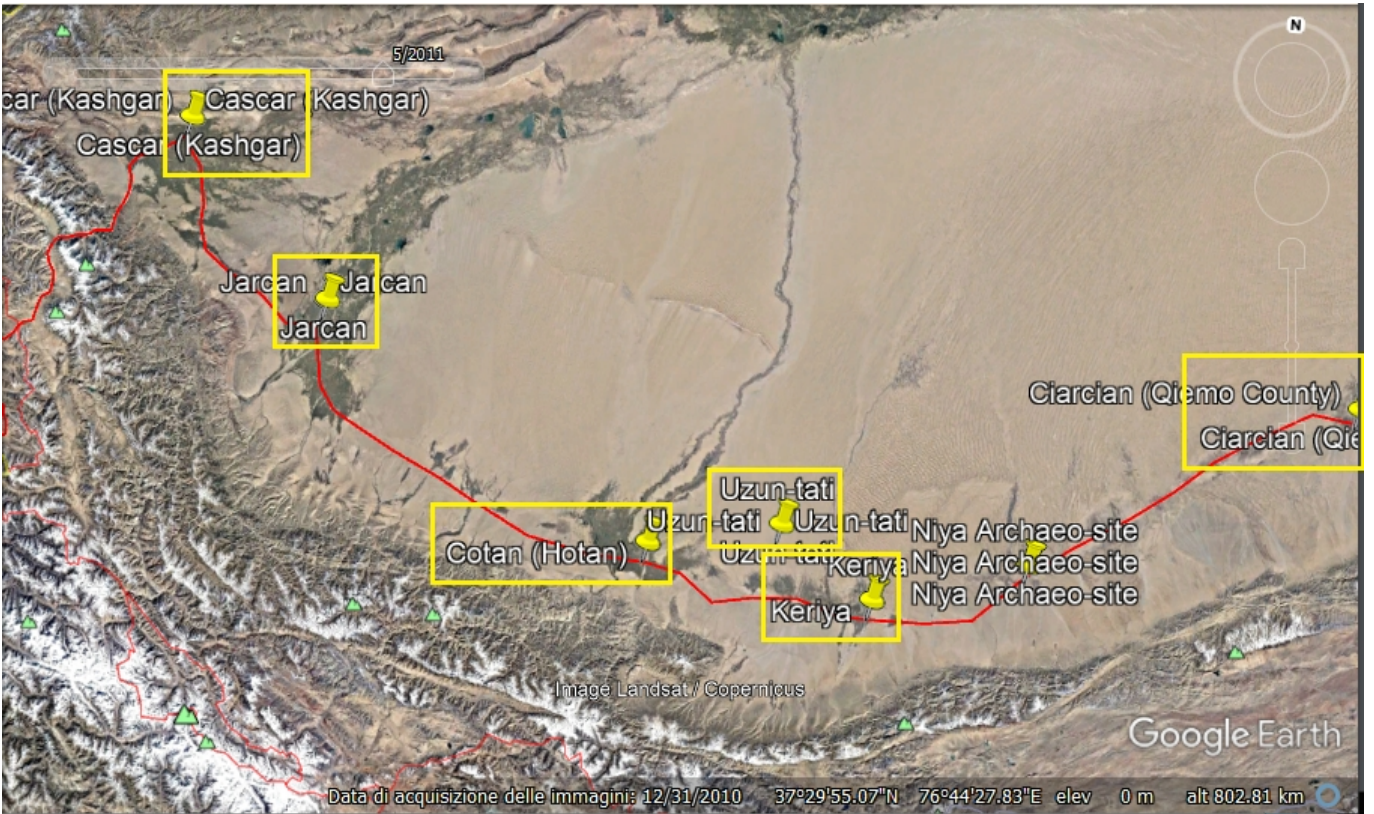 N
5/2011
car (Kashgar)
Cascar (Kashgar)
Cascar (Kashgar)
Jarcan
Jarcan
Jarcan
Ciarcian (Qiemo County)
Ciarcian (Qie
Uzun-tati
Uzun-tati
Uzun-tati
Uzun-tati
Cotan (Hotan)
Niya Archaeo-site
Niya Archaeo-site
Niya Archaeo-site
Keriya
Keriya
Image Landsat / Copernicus
Google Earth
Data di acquisizione delle immagini: 12/31/2010 37°29'55.07"N 76°44'27.83"E elev 0 m alt 802.81 km